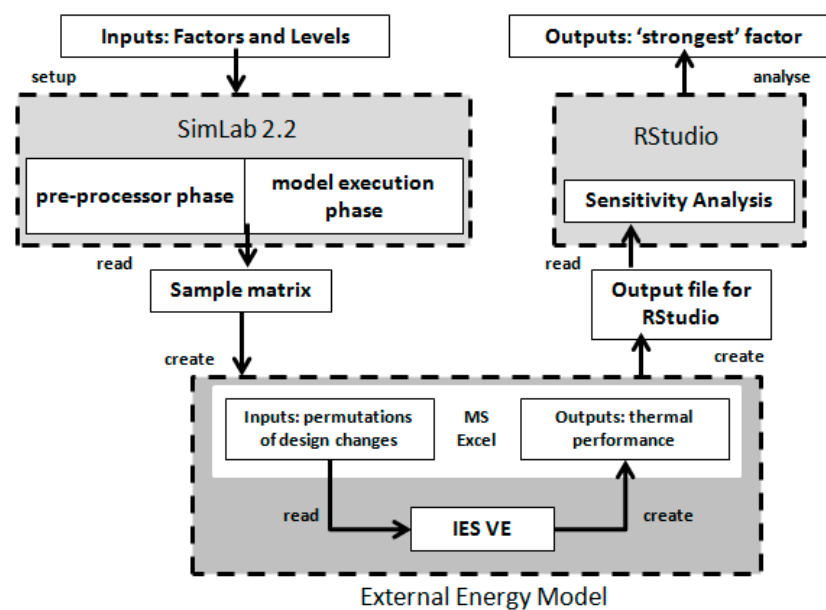 Inputs: Factors and Levels
setup
SimLab 2.2
pre-processor phase
model execution
phase
read
Sample matrix
create
Outputs: ‘strongest’ factor
analyse
RStudio
Sensitivity Analysis
read
Output file for
RStudio
create
Inputs: permutations
of design changes
MS
Excel
Outputs: thermal
performance
read
IES VE
create
External Energy Model